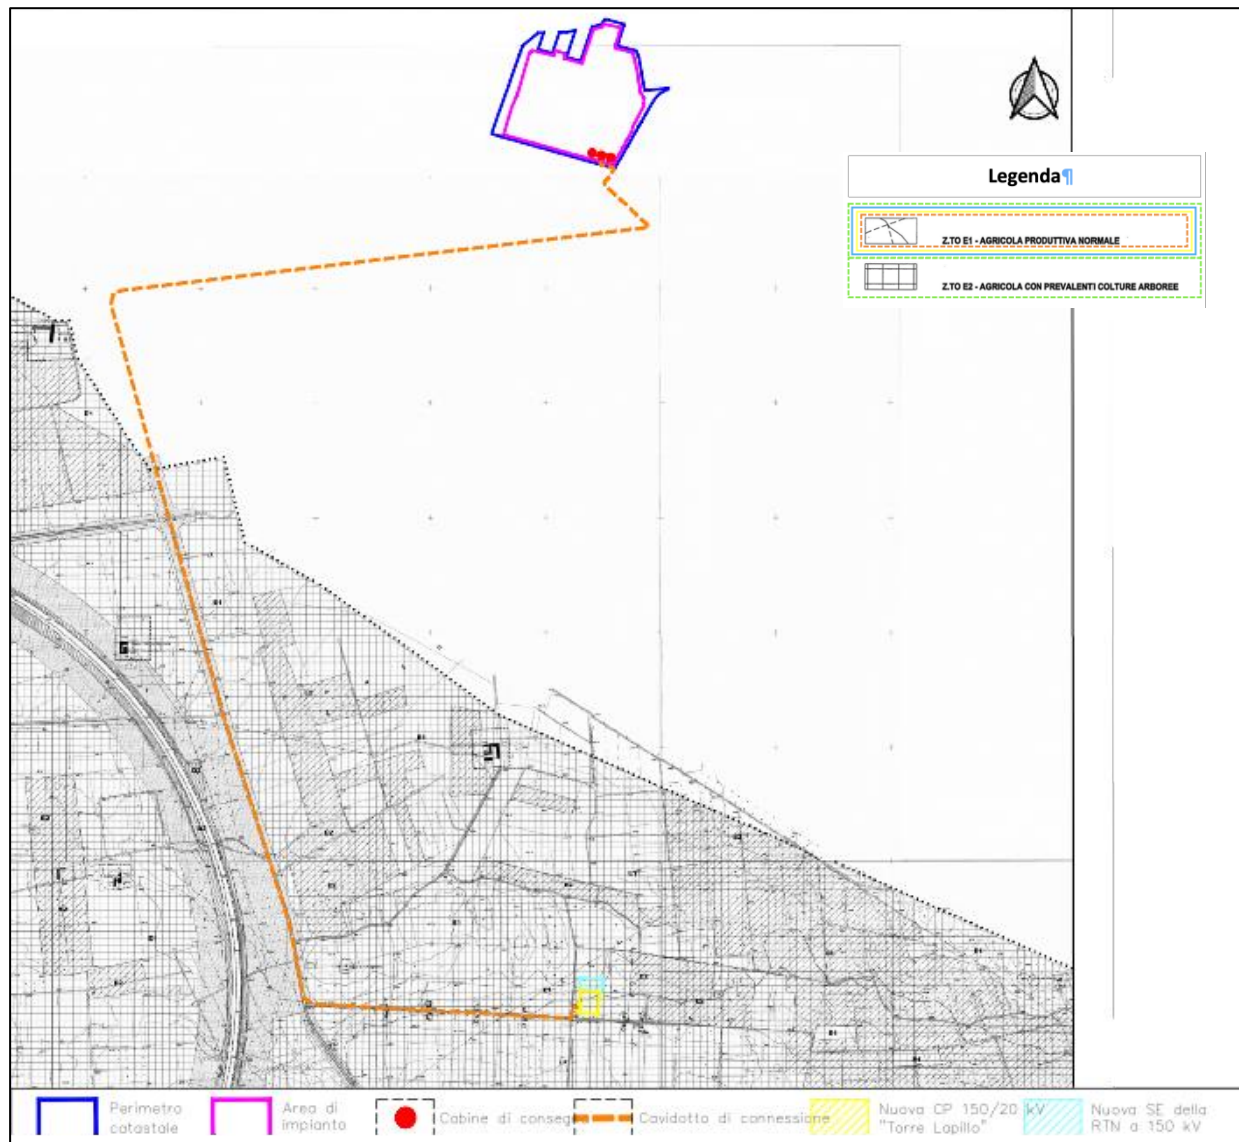 Legenda¶
Z.TO E1 - AGRICOLA PRODUTTIVA NORMALE
Z.TO E2 - AGRICOLA CON PREVALENTI COLTURE ARBOREE
Perimetro
catastale
Area di
impianto
Cabine di conseg
Cavidotto di connessione
Nuova CP 150/20 kV
"Torre Lapillo"
Nuova SE della
RTN a 150 kV